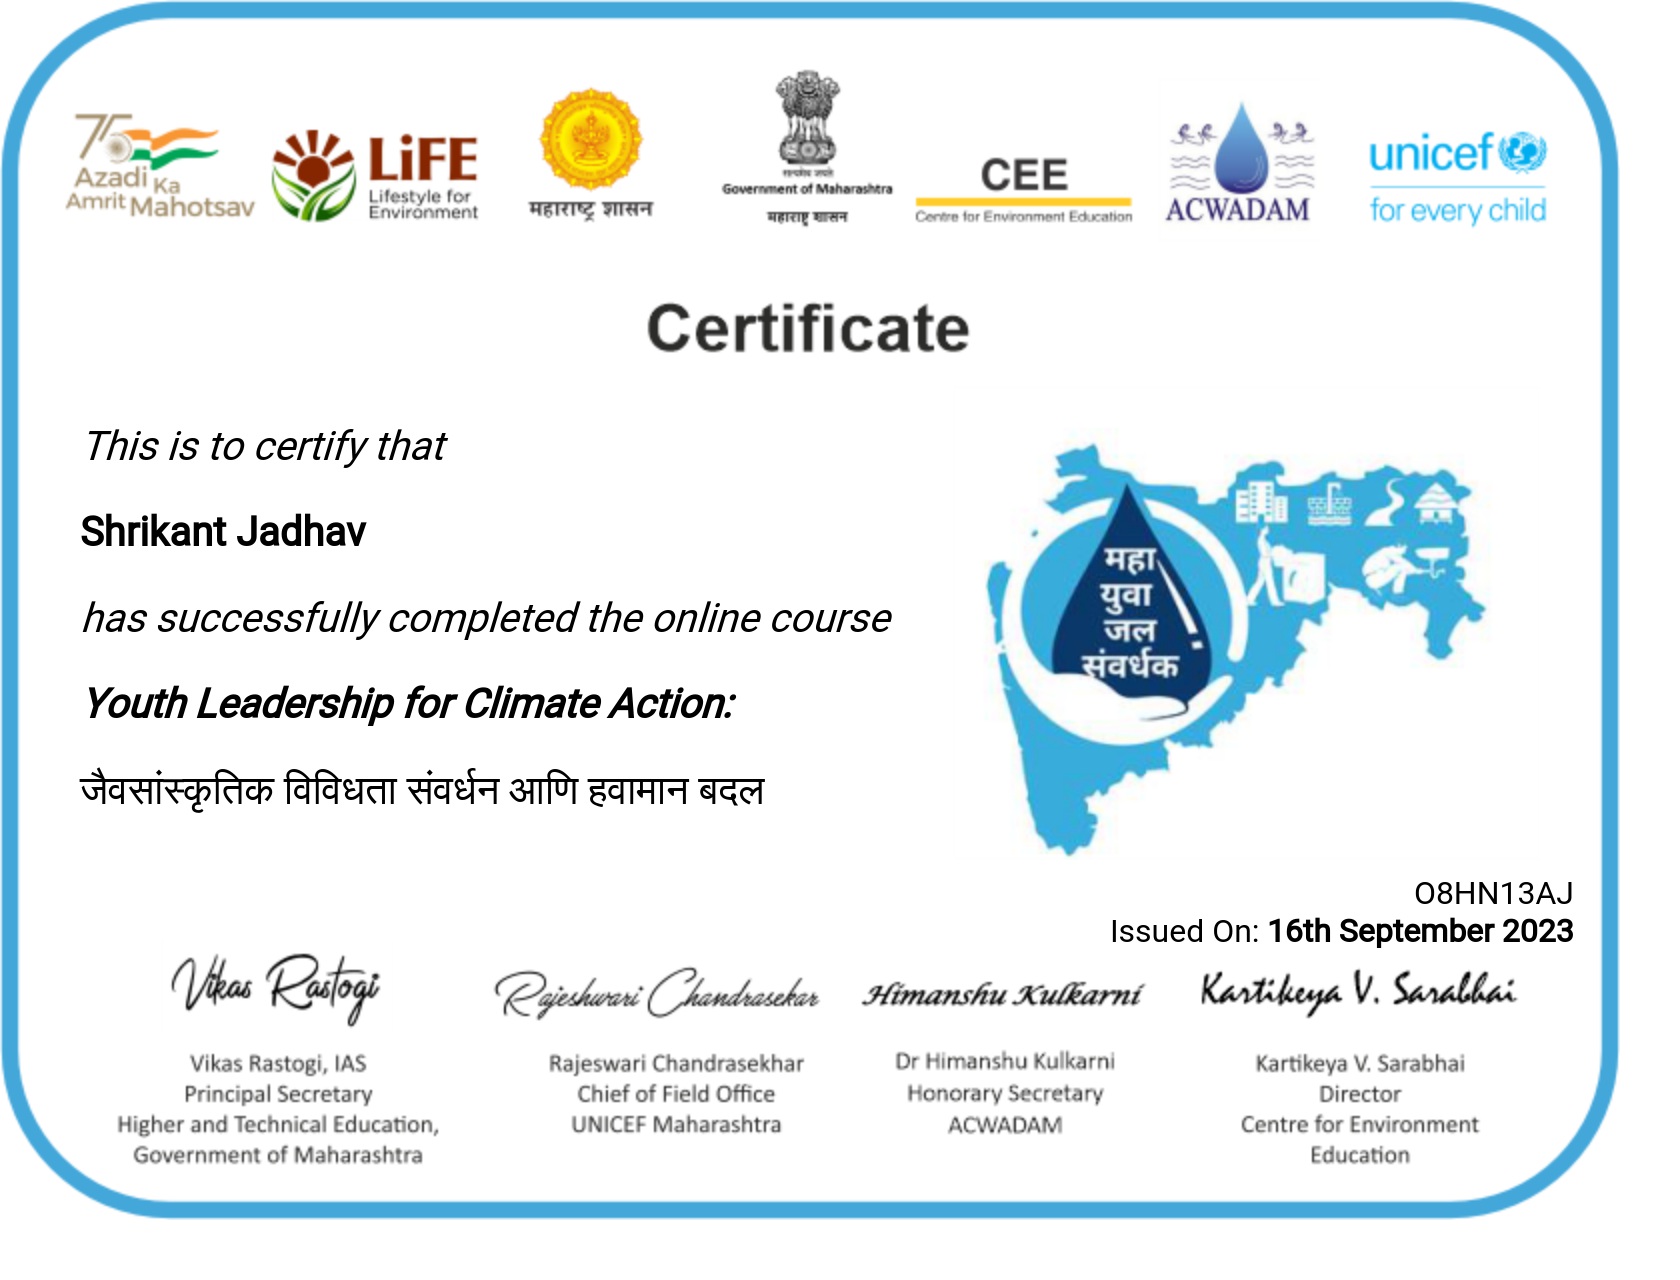 75
Azadi Ka
Amrit Mahotsav
LiFE
Lifestyle for
Environment
महाराष्ट्र शासन
सत्यमेव जयते
Government of Maharashtra
महाराष्ट्र शासन
CEE
Centre for Environment Education
ACWADAM
unicef
for every child
Certificate
This is to certify that
Shrikant Jadhav
has successfully completed the online course
Youth Leadership for Climate Action:
जैवसांस्कृतिक विविधता संवर्धन आणि हवामान बदल
महा
युवा
जल
संवर्धक
O8HN13AJ
Issued On: 16th September 2023
Vikas Rastogi
Vikas Rastogi, IAS
Principal Secretary
Higher and Technical Education,
Government of Maharashtra
Rajeshwari Chandrasekar
Rajeswari Chandrasekhar
Chief of Field Office
UNICEF Maharashtra
Himanshu Kulkarni
Dr Himanshu Kulkarni
Honorary Secretary
ACWADAM
Kartikeya V. Sarabhai
Kartikeya V. Sarabhai
Director
Centre for Environment
Education